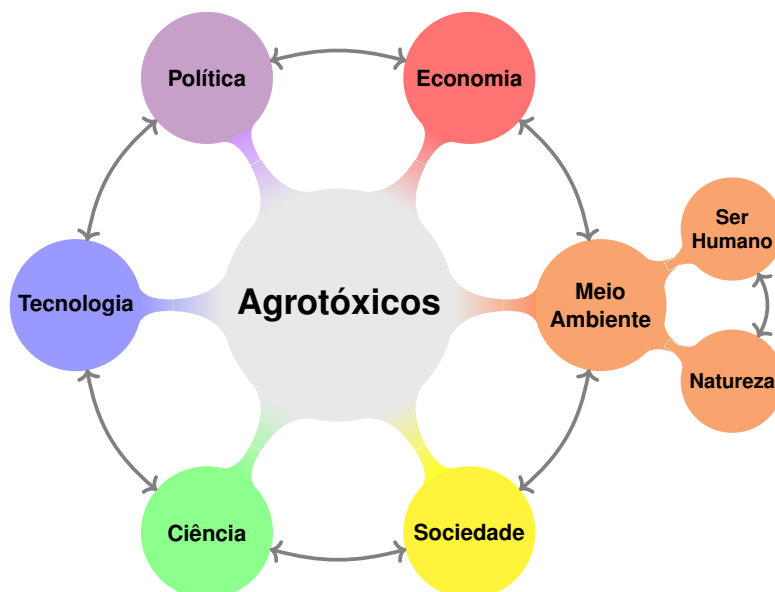 Política
Economia
Ser
Humano
Tecnologia
Agrotóxicos
Meio
Ambiente
Natureza
Ciência
Sociedade